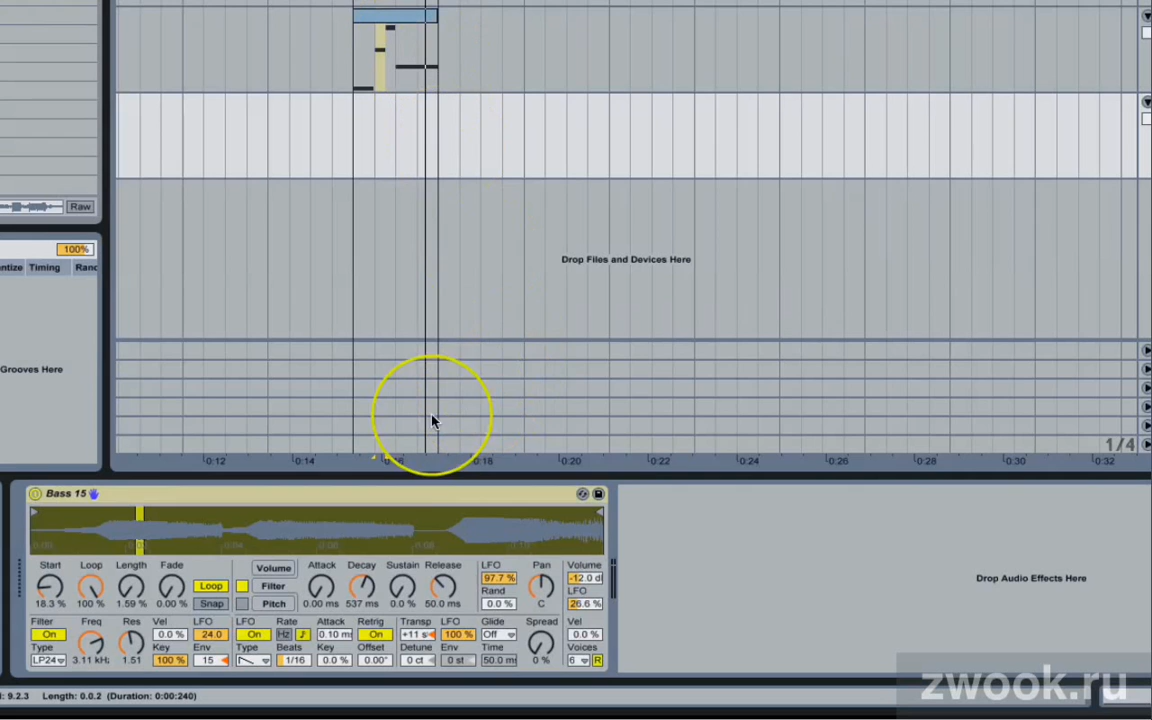 Raw
100%
ntize Timing Ranc
Drop Files and Devices Here
Grooves Here
1/4
0:12 0:14 0:16 0:18 0:20 0:22 0:24 0:26 0:28 0:30 0:32
Bass 15
Start Loop Length Fade Volume Attack Decay Sustain Release LFO Pan Volume
97.7 % -12.0 d
Loop Filter Rand LFO
18.3 % 100 % 1.59 % 0.00 % Snap Pitch 0.00 ms 537 ms 0.0 % 50.0 ms 0.0 % C 26.6 %
Filter Freq Res Vel LFO LFO Rate Attack Retrig Transp LFO Glide Spread Vel
On 0.0 % 24.0 On Hz 0.10 m On +11 s 100 % Off 0.0 %
Type Key Env Type Beats Key Offset Detune Env Time Voices
LP24 3.11 kHz 1.51 100 % 15 1/16 0.0 % 0.00° 0 ct 0 st 50.0 m 0 % 6 R
Drop Audio Effects Here
zwook.ru
: 9.2.3 Length: 0.0.2 (Duration: 0:00:240)